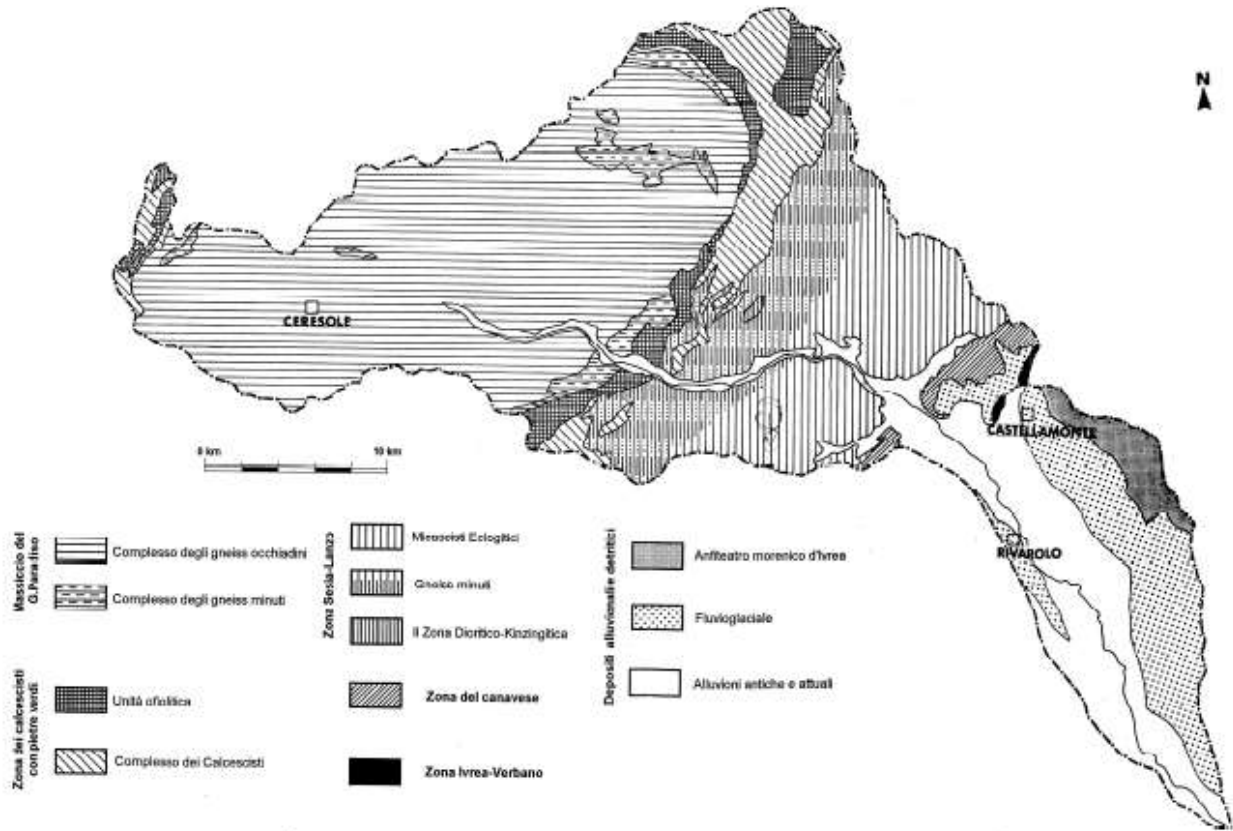 N
CERESOLE
0 km 10 km
CASTELLAMONTE
RIVAROLO
Massiccio del
G.Paradiso
Complesso degli gneiss occhiadini
Complesso degli gneiss minuti
Zona dei calcescisti
con pietre verdi
Unità ofiolitica
Complesso dei Calcescisti
Zona Sesia-Lanzo
Micascisti Eclogitici
Gneiss minuti
II Zona Dioritico-Kinzingitica
Zona del canavese
Zona Ivrea-Verbano
Depositi alluvionali e detritici
Anfiteatro morenico d'Ivrea
Fluvioglaciale
Alluvioni antiche e attuali